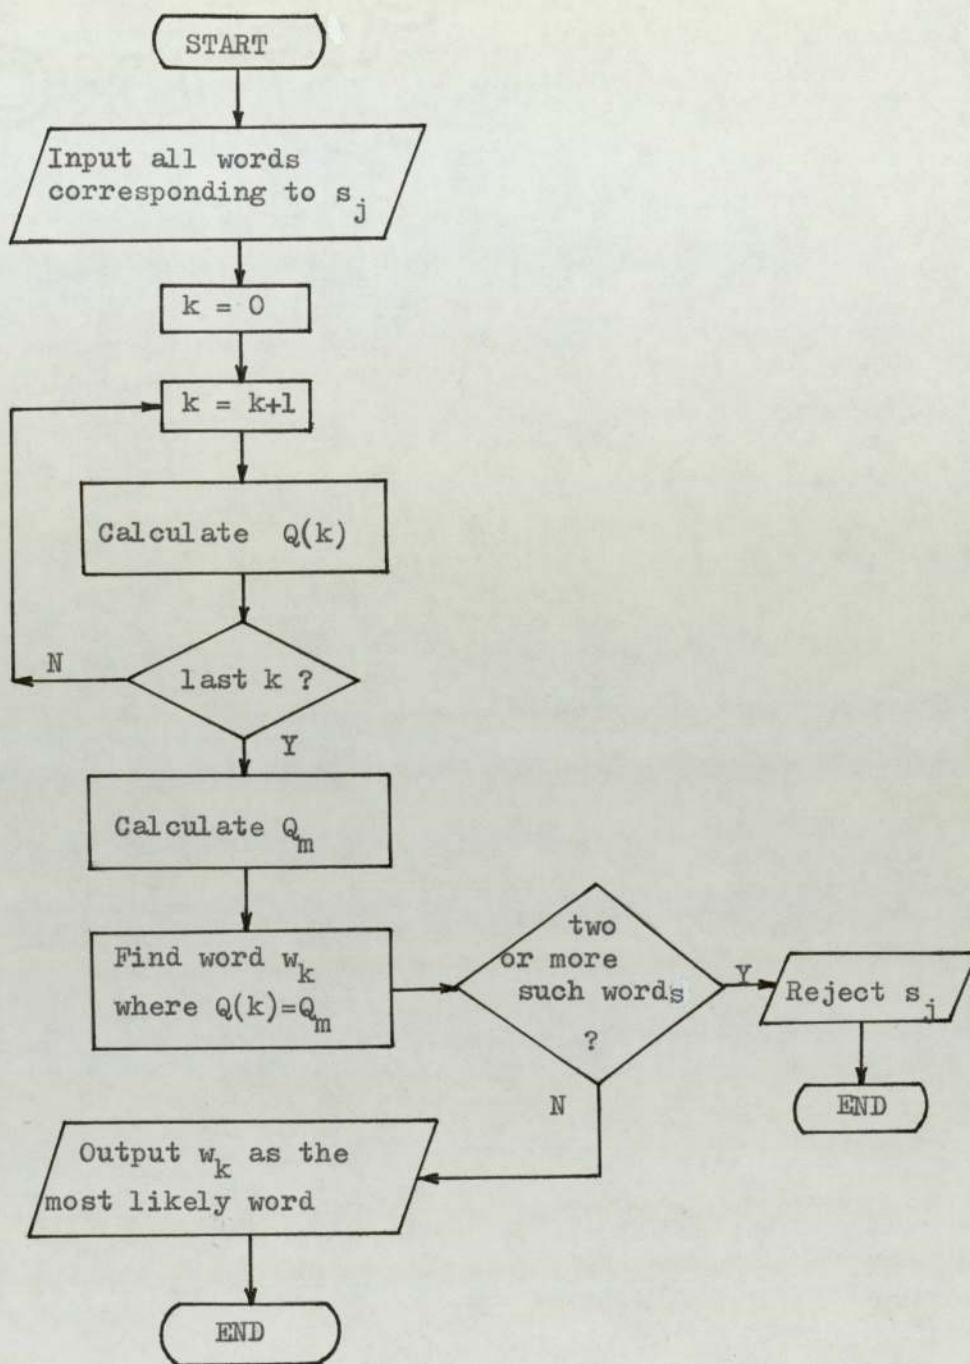 START
Input all words
corresponding to s_j
k = 0
k = k+1
Calculate Q(k)
last k ?
N
Y
Calculate Q_m
Find word w_k
where Q(k)=Q_m
two
or more
such words
?
Y
Reject s_j
END
N
Output w_k as the
most likely word
END